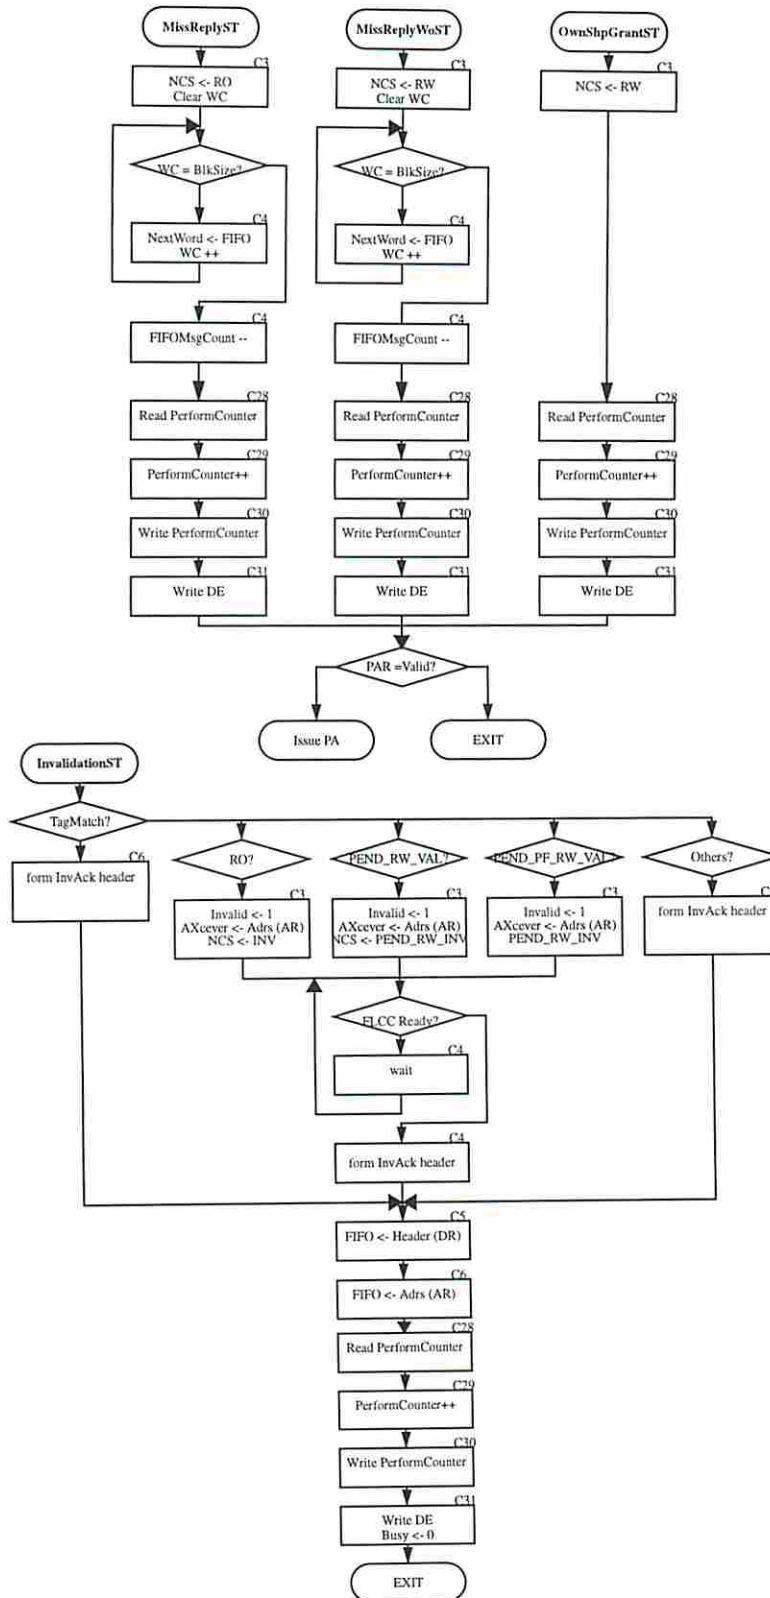 MissReplyST
MissReplyWoST
OwnShpGrantST
C3
NCS <- RO
Clear WC
C3
NCS <- RW
Clear WC
C3
NCS <- RW
WC = BlkSize?
WC = BlkSize?
C4
NextWord <- FIFO
WC ++
C4
NextWord <- FIFO
WC ++
C4
FIFOMsgCount --
C4
FIFOMsgCount --
C28
Read PerformCounter
C28
Read PerformCounter
C28
Read PerformCounter
C29
PerformCounter++
C29
PerformCounter++
C29
PerformCounter++
C30
Write PerformCounter
C30
Write PerformCounter
C30
Write PerformCounter
C31
Write DE
C31
Write DE
C31
Write DE
PAR =Valid?
Issue PA
EXIT
InvalidationST
TagMatch?
C6
form InvAck header
RO?
PEND_RW_VAL?
PEND_PF_RW_VAL?
Others?
C3
Invalid <- 1
AXcever <- Adrs (AR)
NCS <- INV
C3
Invalid <- 1
AXcever <- Adrs (AR)
NCS <- PEND_RW_INV
C3
Invalid <- 1
AXcever <- Adrs (AR)
PEND_RW_INV
form InvAck header
FLCC Ready?
C4
wait
C4
form InvAck header
C5
FIFO <- Header (DR)
C6
FIFO <- Adrs (AR)
C28
Read PerformCounter
C29
PerformCounter++
C30
Write PerformCounter
C31
Write DE
Busy <- 0
EXIT